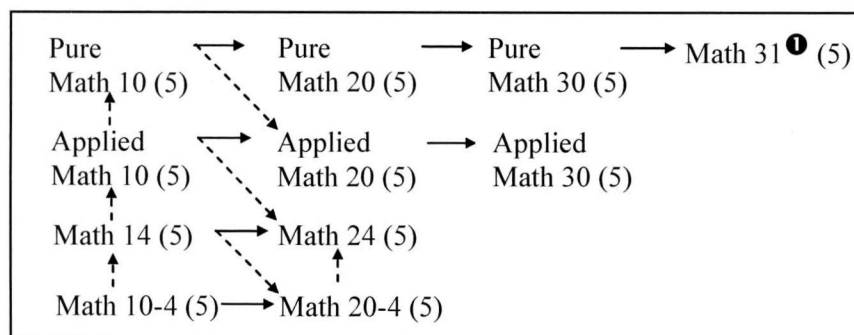 Pure Pure Pure Math 31❶ (5)
Math 10 (5) Math 20 (5) Math 30 (5)
Applied Applied Applied
Math 10 (5) Math 20 (5) Math 30 (5)
Math 14 (5) Math 24 (5)
Math 10-4 (5) Math 20-4 (5)